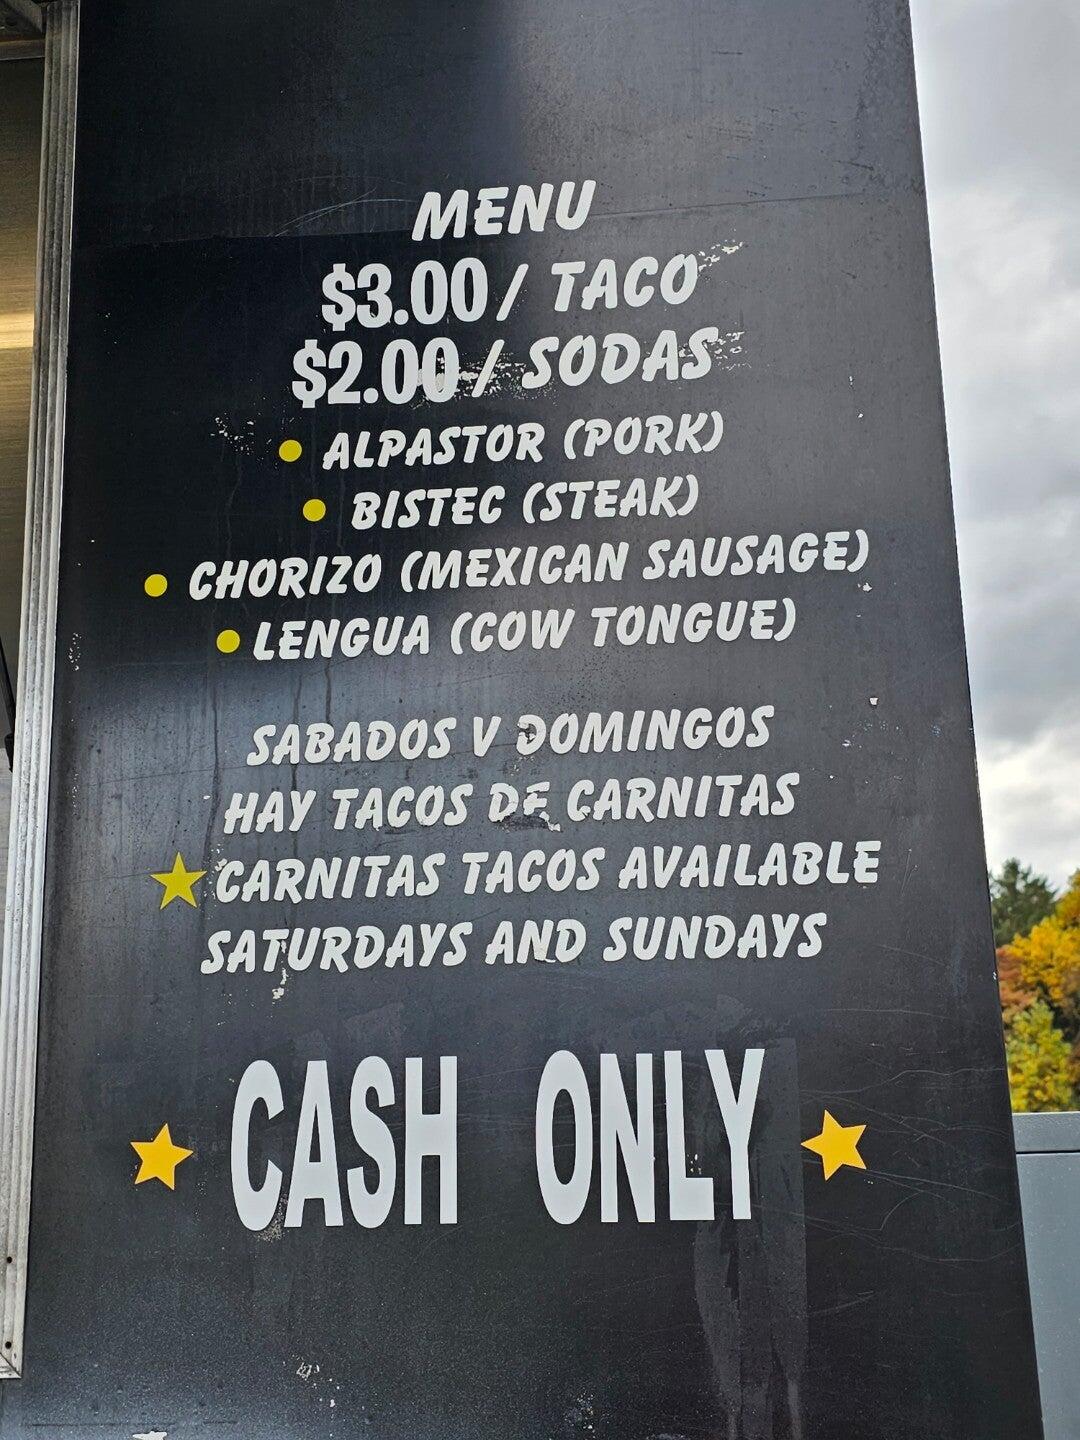 MENU
$3.00 / TACO
$2.00 / SODAS
• ALPASTOR (PORK)
• BISTEC (STEAK)
• CHORIZO (MEXICAN SAUSAGE)
• LENGUA (COW TONGUE)
SABADOS V DOMINGOS
HAY TACOS DE CARNITAS
★ CARNITAS TACOS AVAILABLE
SATURDAYS AND SUNDAYS
★ CASH ONLY ★